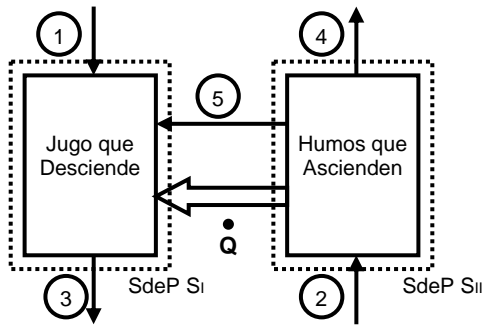 1
4
5
Jugo que
Desciende
Humos que
Ascienden
Q
3
SdeP SI
2
SdeP SII